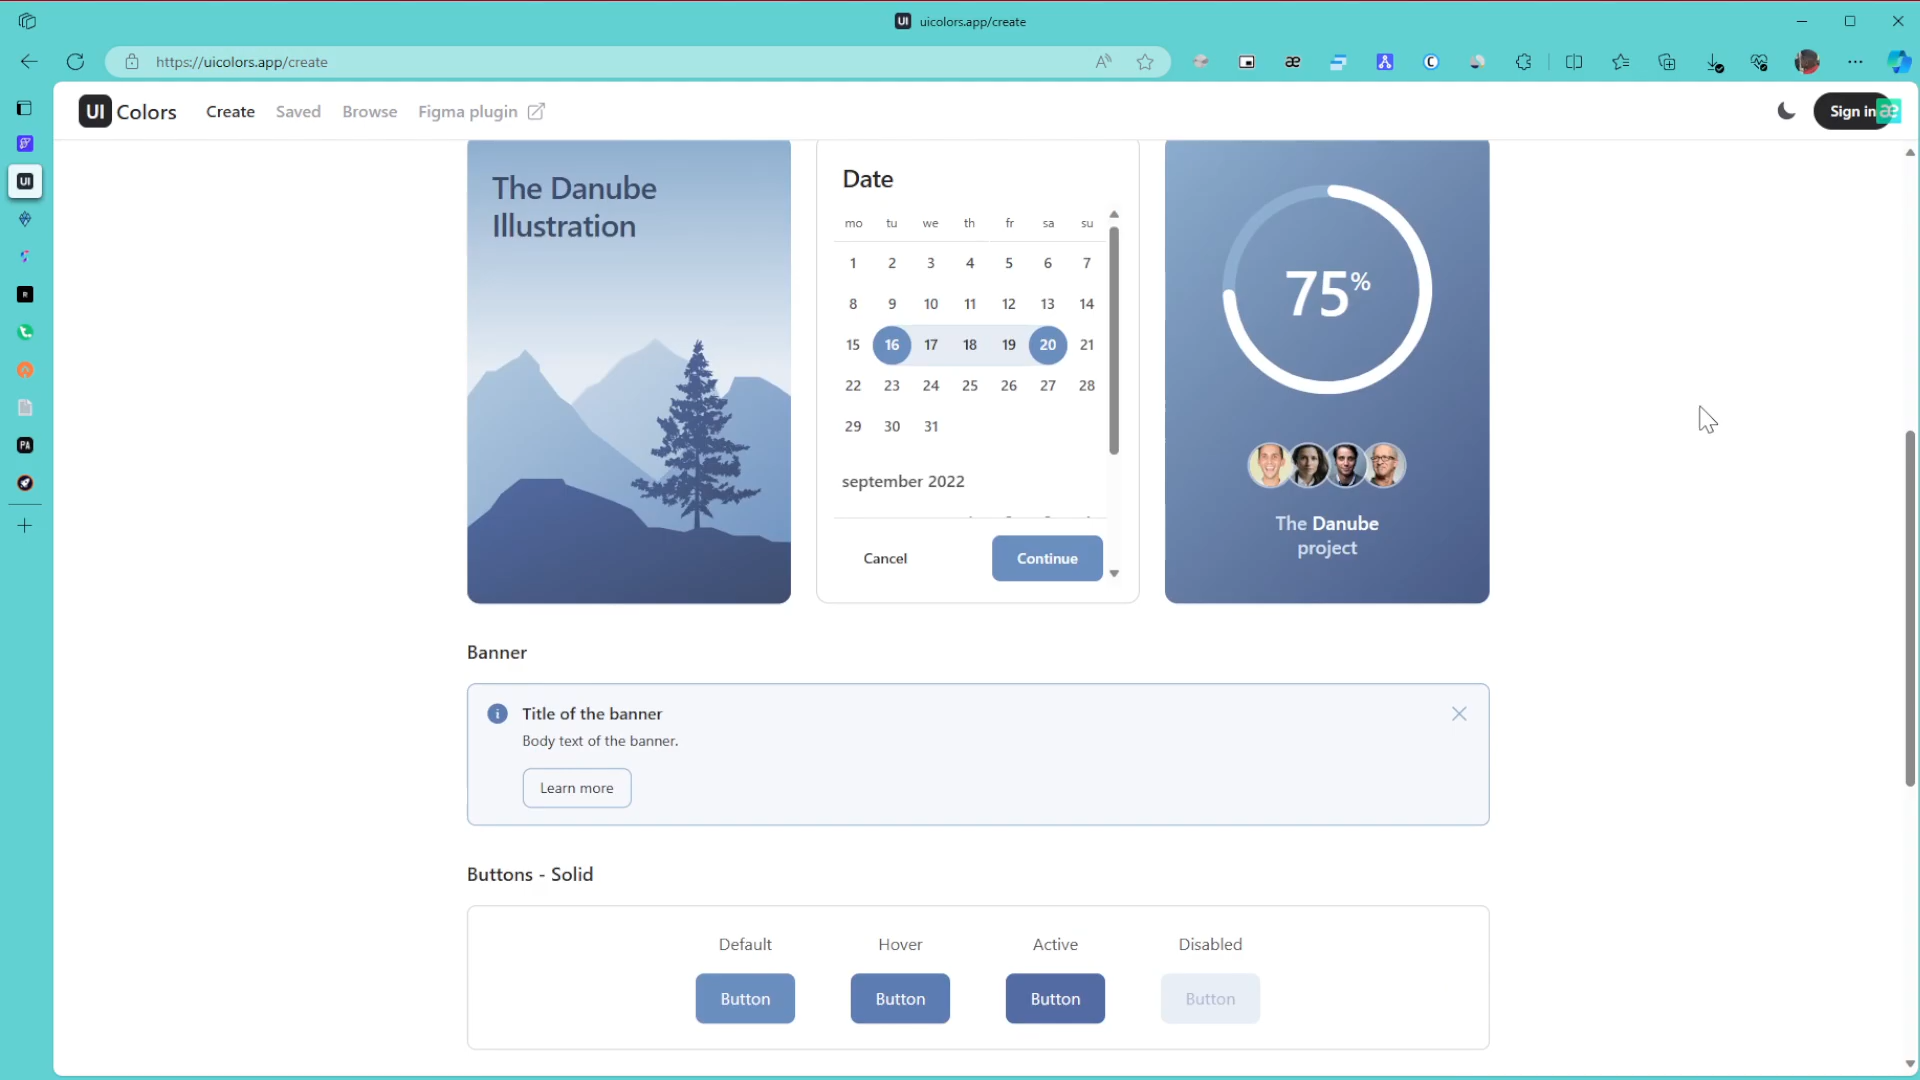 UI uicolors.app/create
https://uicolors.app/create
UI Colors Create Saved Browse Figma plugin Sign in æ
The Danube
Illustration
Date
mo tu we th fr sa su
1 2 3 4 5 6 7
8 9 10 11 12 13 14
15 16 17 18 19 20 21
22 23 24 25 26 27 28
29 30 31
september 2022
Cancel Continue
75%
The Danube
project
Banner
Title of the banner
Body text of the banner.
Learn more
Buttons - Solid
Default Hover Active Disabled
Button Button Button Button
UI
PA
æ